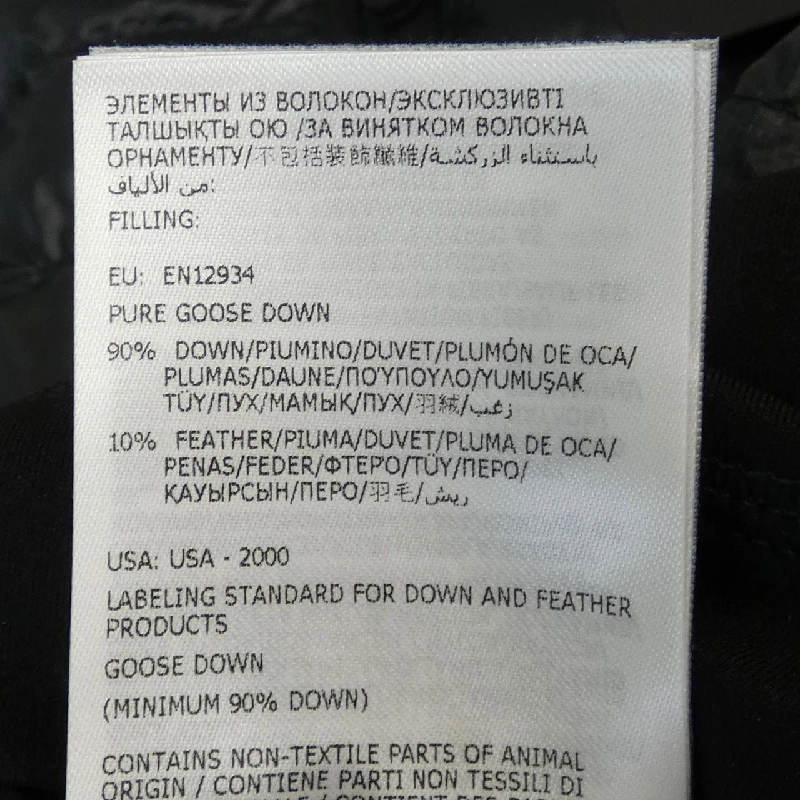 ЭЛЕМЕНТЫ ИЗ ВОЛОКОН/ЭКСКЛЮЗИВТІ
ТАЛШЫҚТЫ ОЮ /ЗА ВИНЯТКОМ ВОЛОКНА
ОРНАМЕНТУ/不包括裝飾纖維/باستثناء الزركشة
من الألياف:
FILLING:
EU: EN12934
PURE GOOSE DOWN
90% DOWN/PIUMINO/DUVET/PLUMÓN DE OCA/
PLUMAS/DAUNE/ΠΟΎΠΟΥΛΟ/YUMUŞAK
TÜY/ПУХ/МАМЫҚ/ПУХ/羽絨/زغب
10% FEATHER/PIUMA/DUVET/PLUMA DE OCA/
PENAS/FEDER/ΦΤΕΡΌ/TÜY/ПЕРО/
ҚАУЫРСЫН/ПЕРО/羽毛/ريش
USA: USA - 2000
LABELING STANDARD FOR DOWN AND FEATHER
PRODUCTS
GOOSE DOWN
(MINIMUM 90% DOWN)
CONTAINS NON-TEXTILE PARTS OF ANIMAL
ORIGIN / CONTIENE PARTI NON TESSILI DI